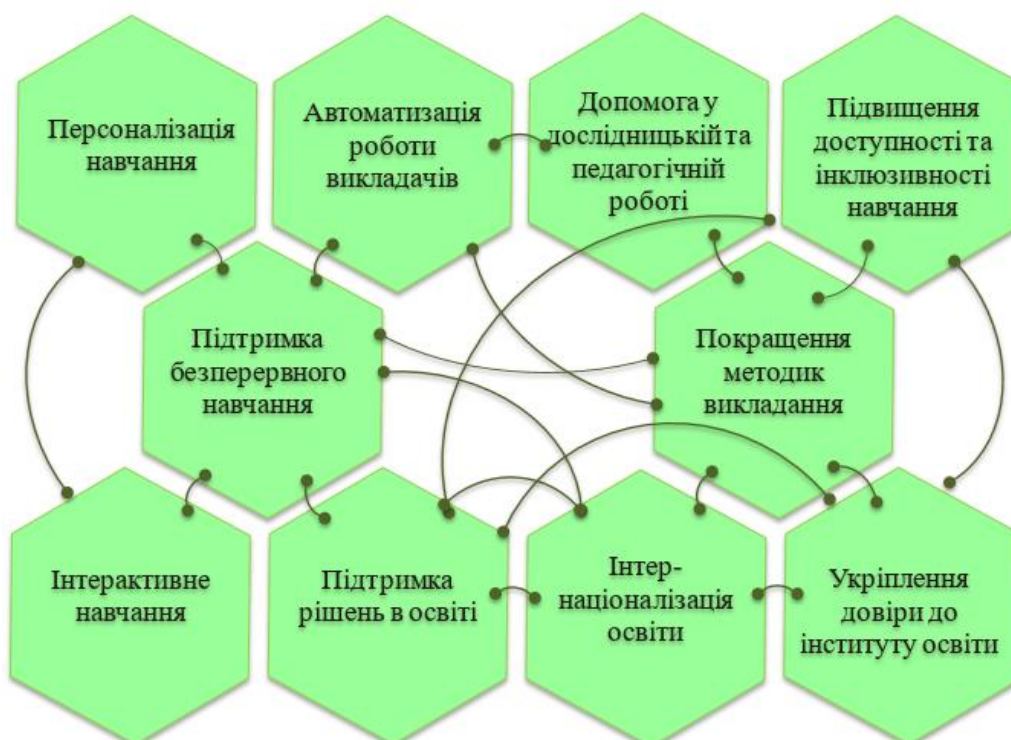 Персоналізація
навчання
Автоматизація
роботи
викладачів
Допомога у
дослідницькій та
педагогічній
роботі
Підвищення
доступності та
інклюзивності
навчання
Підтримка
безперервного
навчання
Покращення
методик
викладання
Інтерактивне
навчання
Підтримка
рішень в освіті
Інтер-
націоналізація
освіти
Укріплення
довіри до
інституту освіти